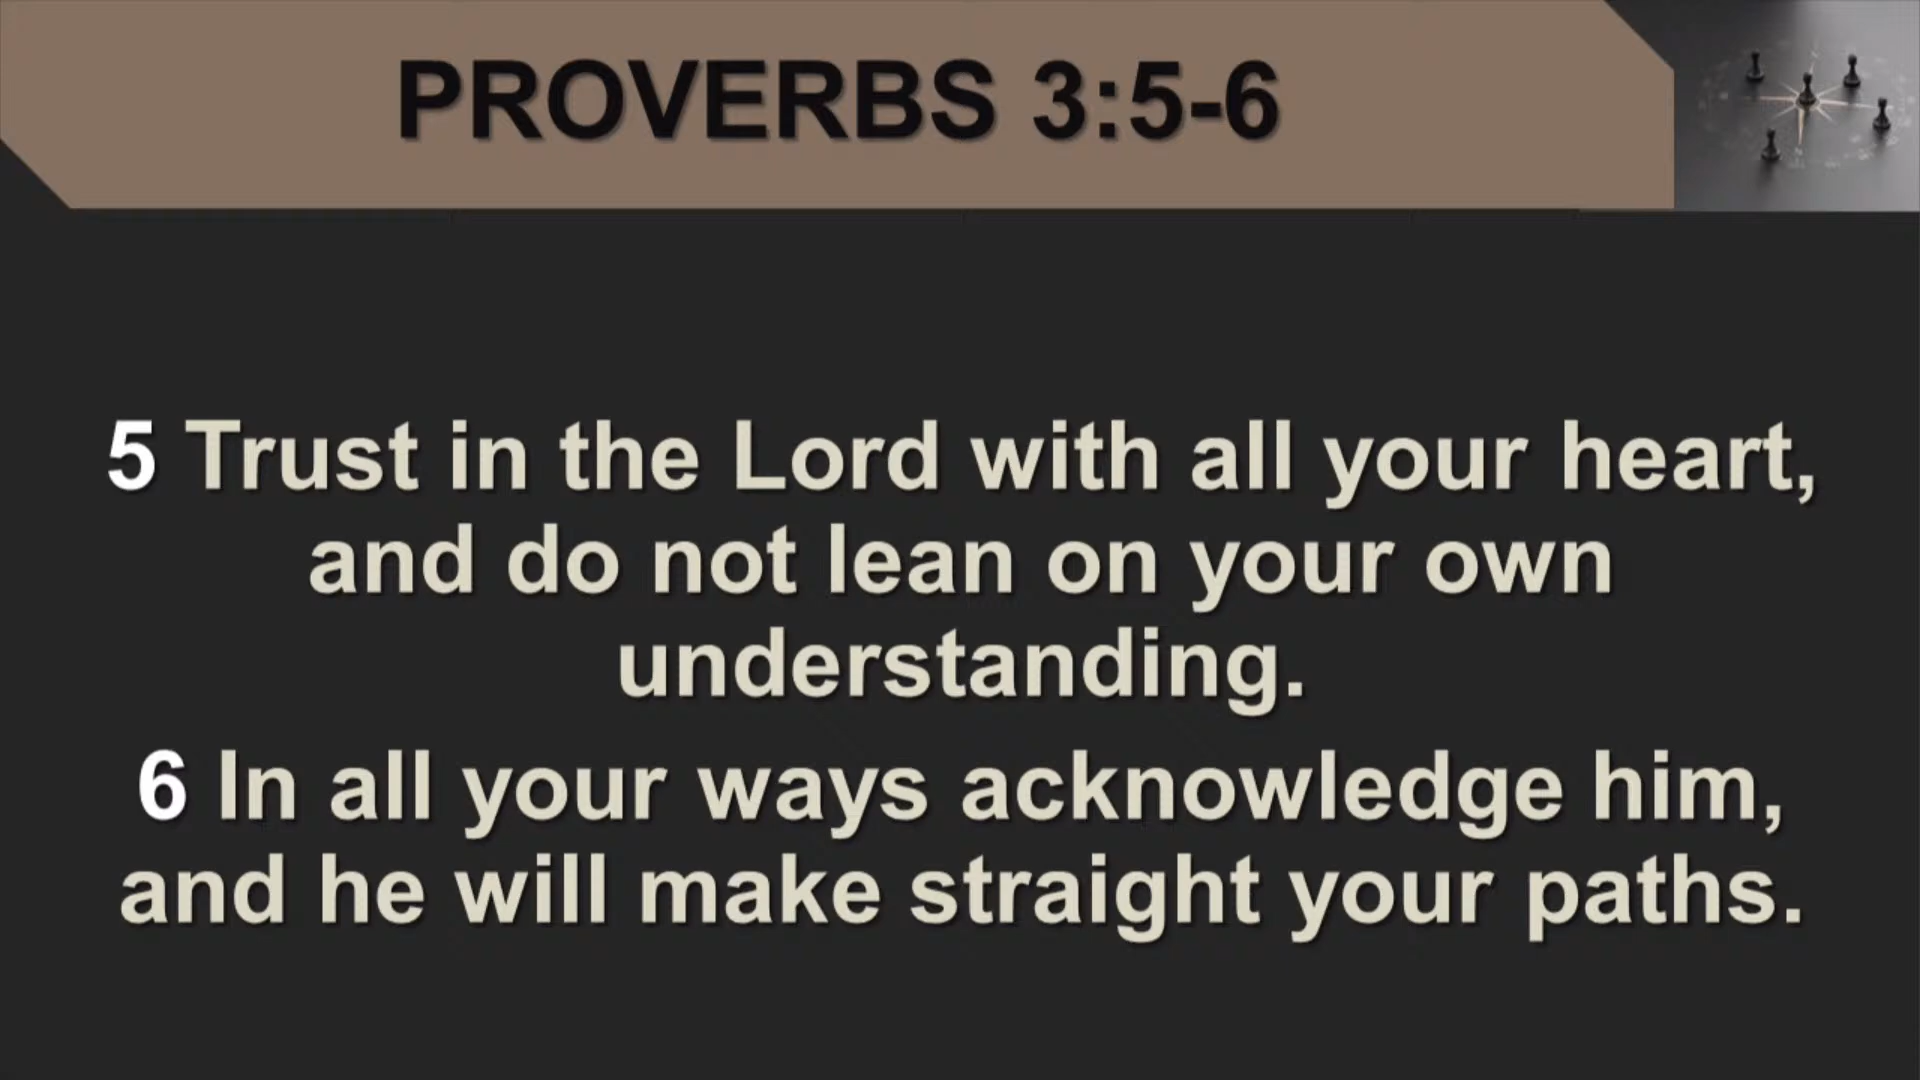 PROVERBS 3:5-6
5 Trust in the Lord with all your heart,
and do not lean on your own
understanding.
6 In all your ways acknowledge him,
and he will make straight your paths.